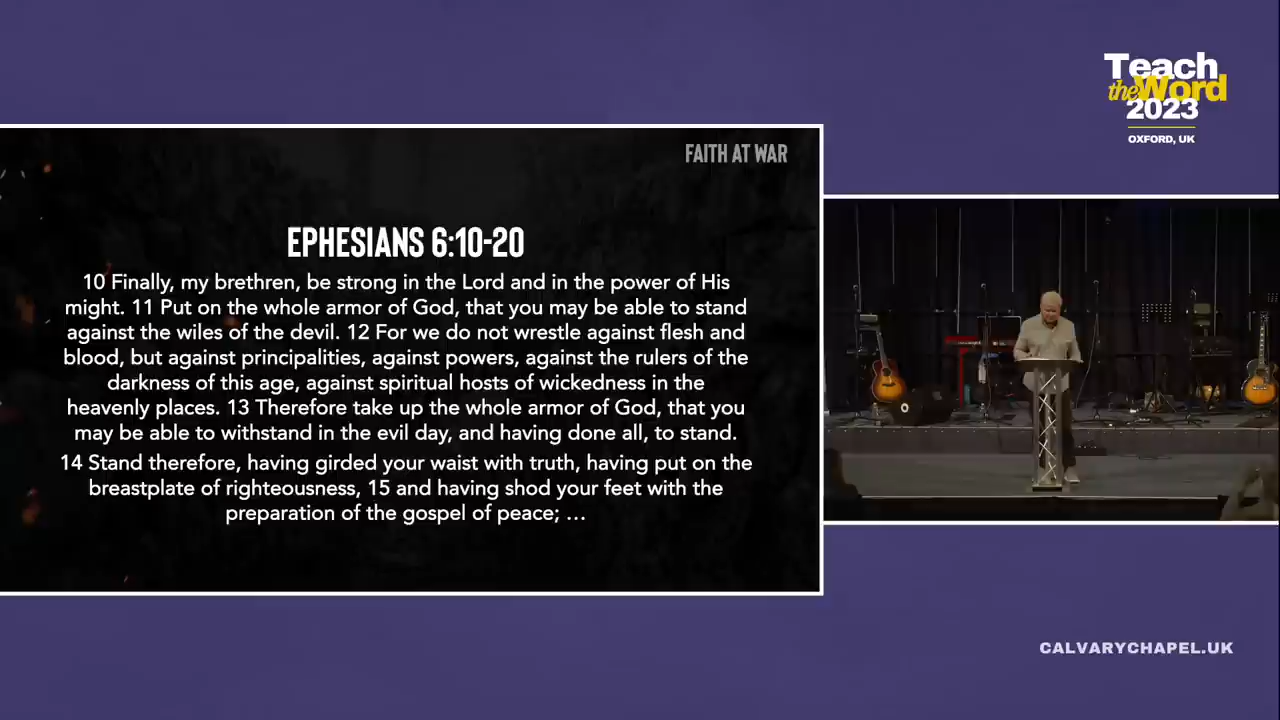 Teach
the Word
2023
OXFORD, UK
FAITH AT WAR
EPHESIANS 6:10-20
10 Finally, my brethren, be strong in the Lord and in the power of His
might. 11 Put on the whole armor of God, that you may be able to stand
against the wiles of the devil. 12 For we do not wrestle against flesh and
blood, but against principalities, against powers, against the rulers of the
darkness of this age, against spiritual hosts of wickedness in the
heavenly places. 13 Therefore take up the whole armor of God, that you
may be able to withstand in the evil day, and having done all, to stand.
14 Stand therefore, having girded your waist with truth, having put on the
breastplate of righteousness, 15 and having shod your feet with the
preparation of the gospel of peace; …
CALVARYCHAPEL.UK